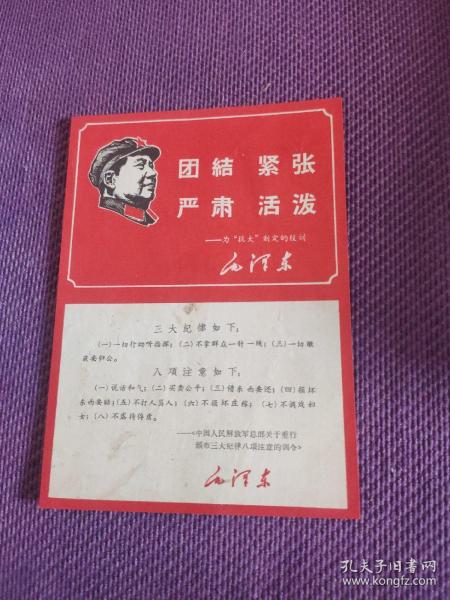 团結 紧张
严肃 活泼
——为“抗大”制定的校训
毛泽东
三大纪律如下：
（一）一切行动听指挥；（二）不拿群众一针一线；（三）一切缴
获要归公。
八項注意如下：
（一）说话和气；（二）买卖公平；（三）借东西要还；（四）損坏
东西要赔；（五）不打人骂人；（六）不損坏庄稼；（七）不调戏妇
女；（八）不虐待俘虏。
——《中国人民解放军总部关于重行
颁布三大纪律八項注意的训令》
毛泽东
孔夫子旧书网
www.kongfz.com